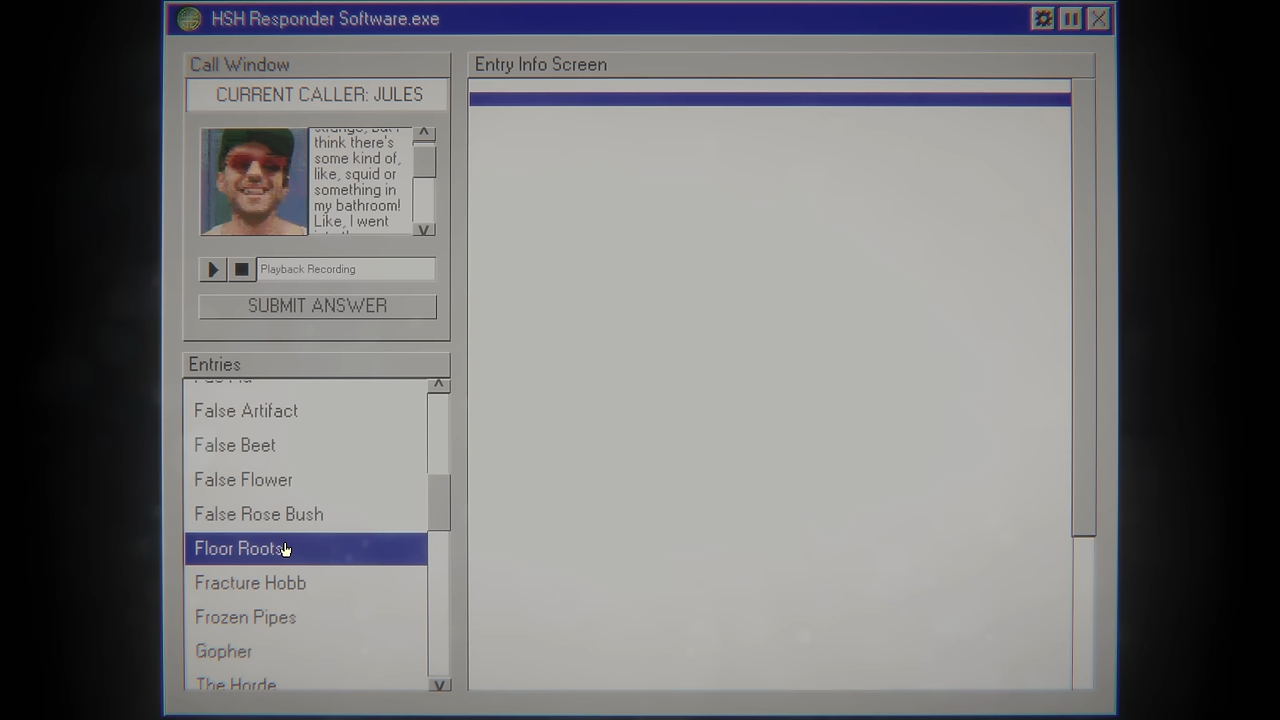 HSH Responder Software.exe
Call Window
CURRENT CALLER: JULES
think there's
some kind of,
like, squid or
something in
my bathroom!
Like, I went
Playback Recording
SUBMIT ANSWER
Entries
False Artifact
False Beet
False Flower
False Rose Bush
Floor Roots
Fracture Hobb
Frozen Pipes
Gopher
The Horde
Entry Info Screen